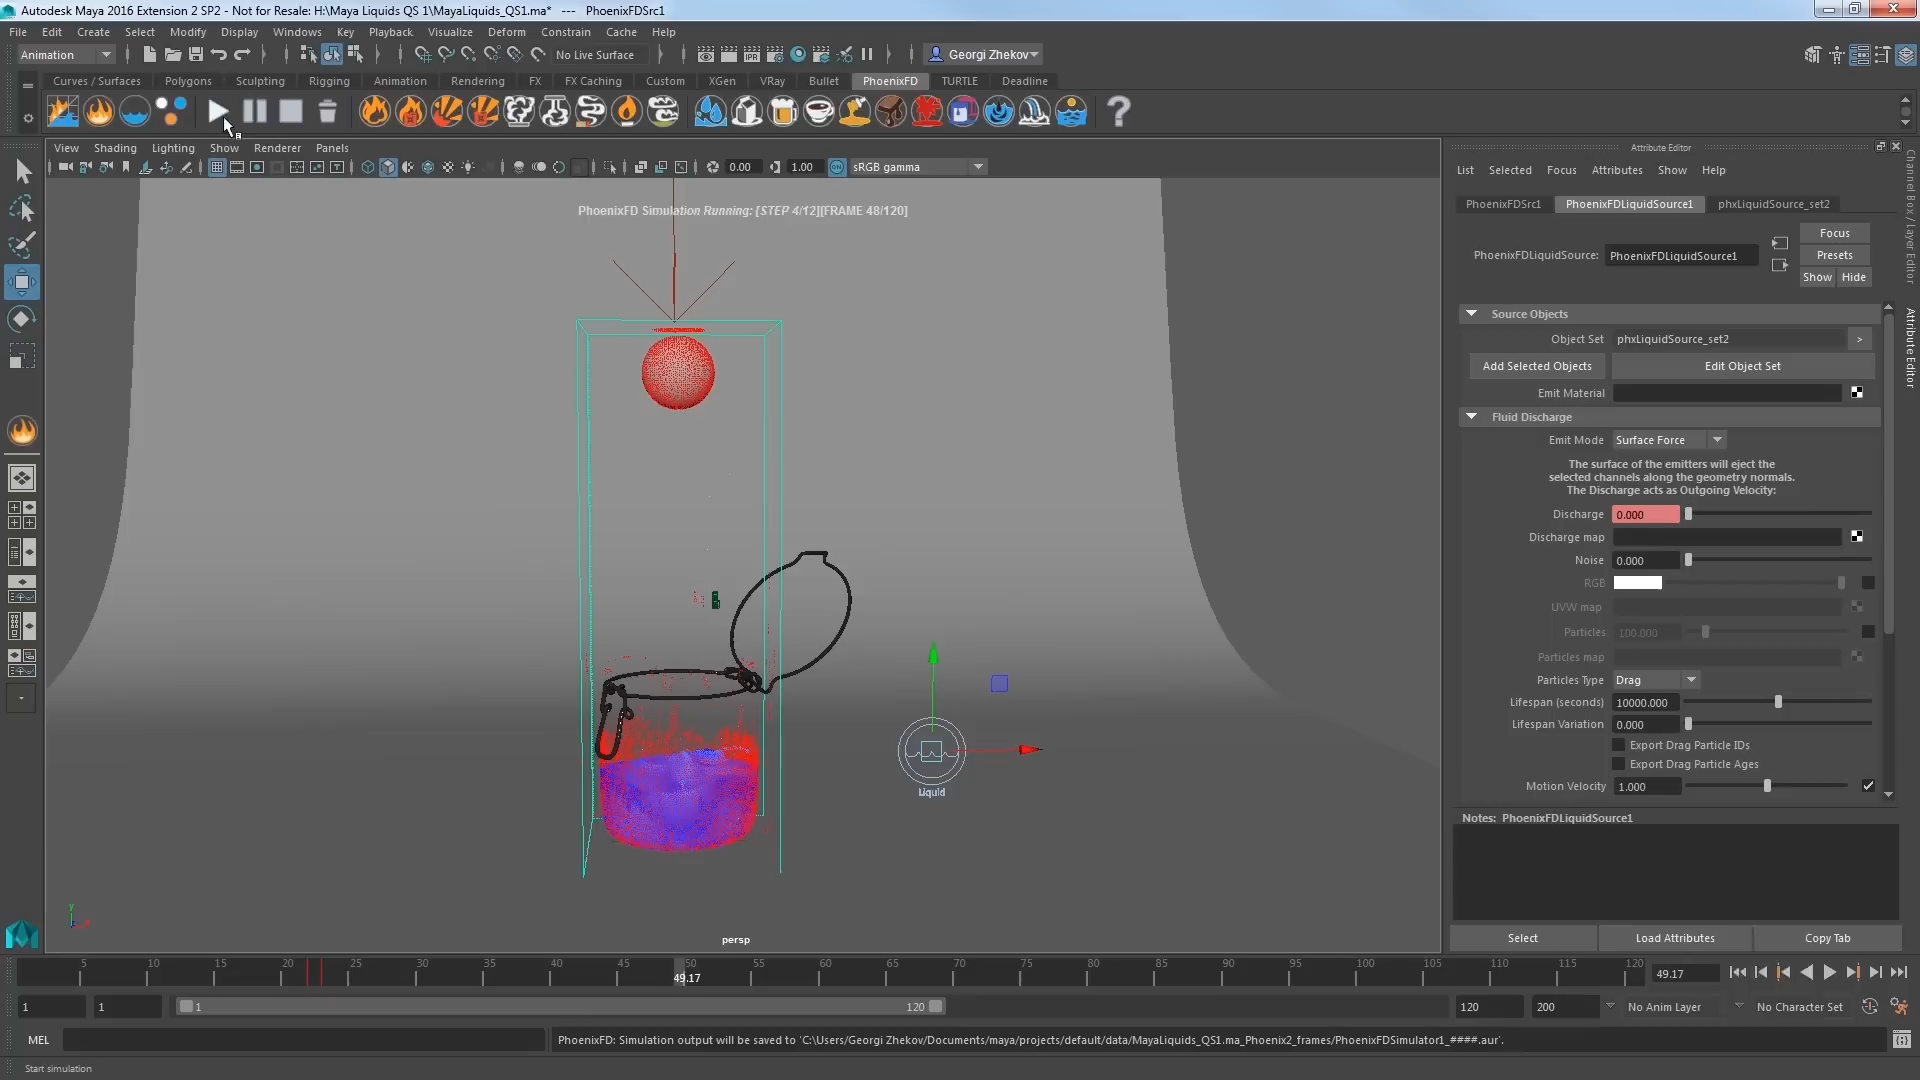 Autodesk Maya 2016 Extension 2 SP2 - Not for Resale: H:\Maya Liquids QS 1\MayaLiquids_QS1.ma* --- PhoenixFDSrc1
File Edit Create Select Modify Display Windows Key Playback Visualize Deform Constrain Cache Help
Animation No Live Surface Georgi Zhekov
Curves / Surfaces Polygons Sculpting Rigging Animation Rendering FX FX Caching Custom XGen VRay Bullet PhoenixFD TURTLE Deadline
View Shading Lighting Show Renderer Panels
0.00 1.00 sRGB gamma
PhoenixFD Simulation Running: [STEP 4/12][FRAME 48/120]
Liquid
persp
Attribute Editor
List Selected Focus Attributes Show Help
PhoenixFDSrc1 PhoenixFDLiquidSource1 phxLiquidSource_set2
Focus
PhoenixFDLiquidSource: PhoenixFDLiquidSource1 Presets
Show Hide
Source Objects
Object Set phxLiquidSource_set2 >
Add Selected Objects Edit Object Set
Emit Material
Fluid Discharge
Emit Mode Surface Force
The surface of the emitters will eject the
selected channels along the geometry normals.
The Discharge acts as Outgoing Velocity:
Discharge 0.000
Discharge map
Noise 0.000
RGB
UVW map
Particles 100.000
Particles map
Particles Type Drag
Lifespan (seconds) 10000.000
Lifespan Variation 0.000
Export Drag Particle IDs
Export Drag Particle Ages
Motion Velocity 1.000
Notes: PhoenixFDLiquidSource1
Select Load Attributes Copy Tab
Channel Box / Layer Editor
Attribute Editor
5 10 15 20 25 30 35 40 45 50 55 60 65 70 75 80 85 90 95 100 105 110 115 120
49.17
49.17
1 1 1 120 120 200 No Anim Layer No Character Set
MEL PhoenixFD: Simulation output will be saved to 'C:\Users/Georgi Zhekov/Documents/maya/projects/default/data/MayaLiquids_QS1.ma_Phoenix2_frames/PhoenixFDSimulator1_####.aur'.
Start simulation